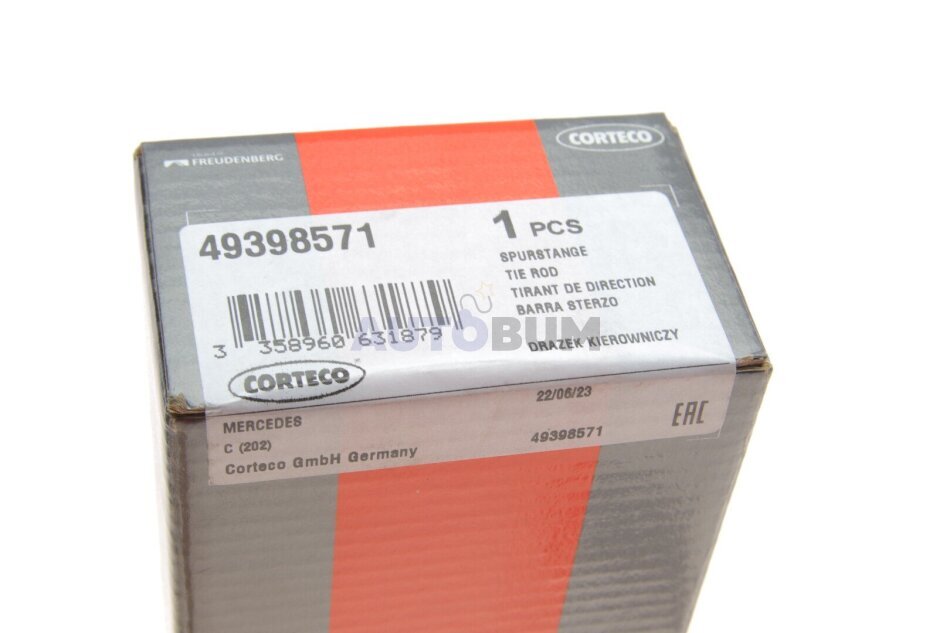 FREUDENBERG
CORTECO
49398571
1 PCS
SPURSTANGE
TIE ROD
TIRANT DE DIRECTION
BARRA STERZO
DRAZEK KIEROWNICZY
3 358960 631879
AUTOBUM
CORTECO
MERCEDES
C (202)
Corteco GmbH Germany
22/06/23
49398571
EAC